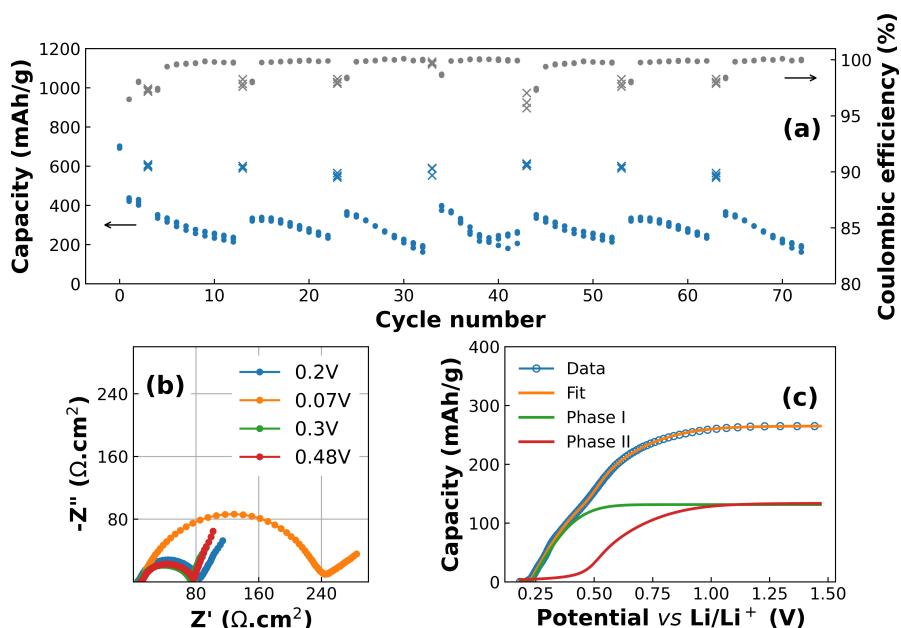 1200
1000
800
600
400
200
0
Capacity (mAh/g)
(a)
100
95
90
85
80
Coulombic efficiency (%)
0 10 20 30 40 50 60 70
Cycle number
240
160
80
-Z" (Ω.cm²)
(b)
0.2V
0.07V
0.3V
0.48V
80 160 240
Z' (Ω.cm²)
400
300
200
100
0
Capacity (mAh/g)
Data
Fit
Phase I
Phase II
(c)
0.25 0.50 0.75 1.00 1.25 1.50
Potential vs Li/Li⁺ (V)